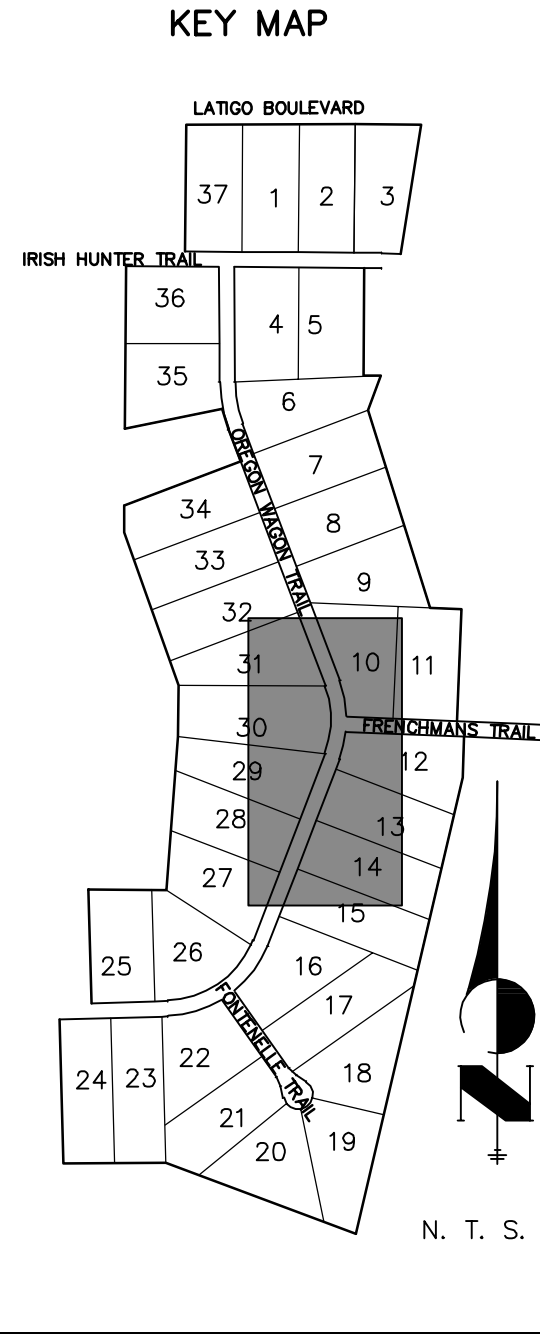 KEY MAP
LATIGO BOULEVARD
37 1 2 3
IRISH HUNTER TRAIL
36
4 5
35
6
OREGON WAGON TRAIL
7
34
8
33
9
32
31 10 11
30
FRENCHMANS TRAIL
29 12
28 13
27 14
15
25 26 16
FONTENELLE TRAIL
17
24 23 22 18
21
20 19
N
N. T. S.